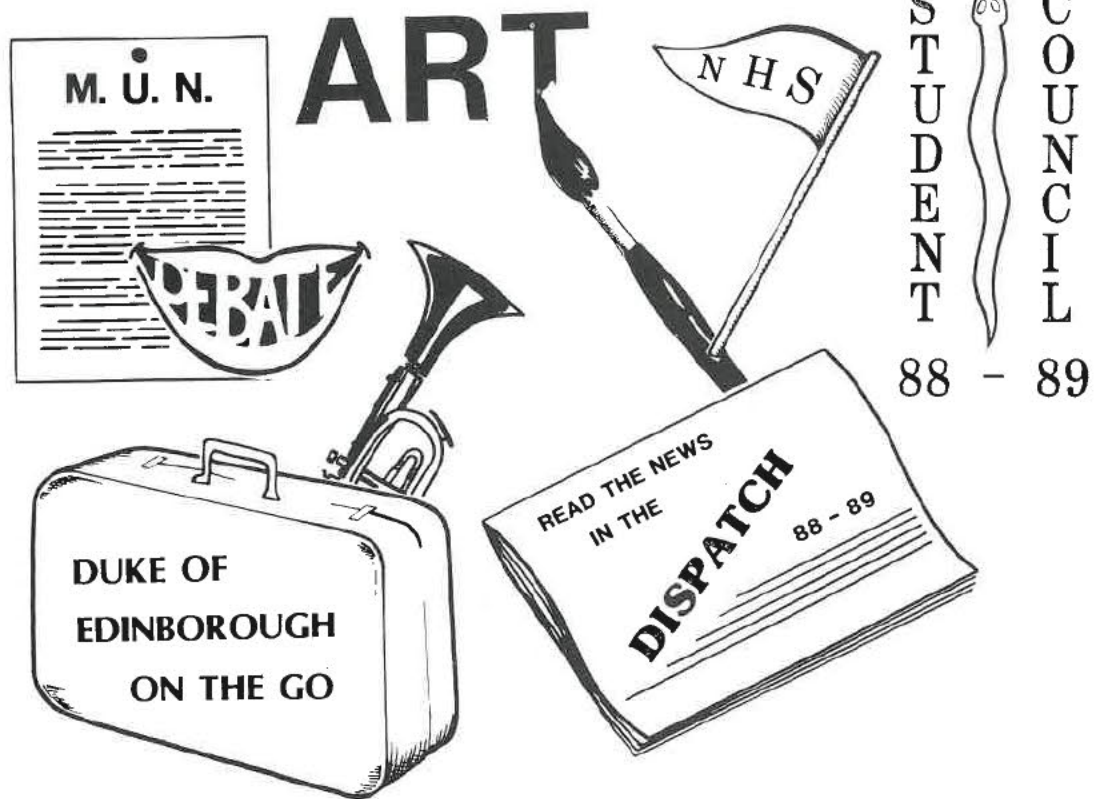 ART
M. U. N.
NHS
STUDENT
COUNCIL
88 - 89
DEBATE
READ THE NEWS
IN THE
DISPATCH
88 - 89
DUKE OF
EDINBOROUGH
ON THE GO